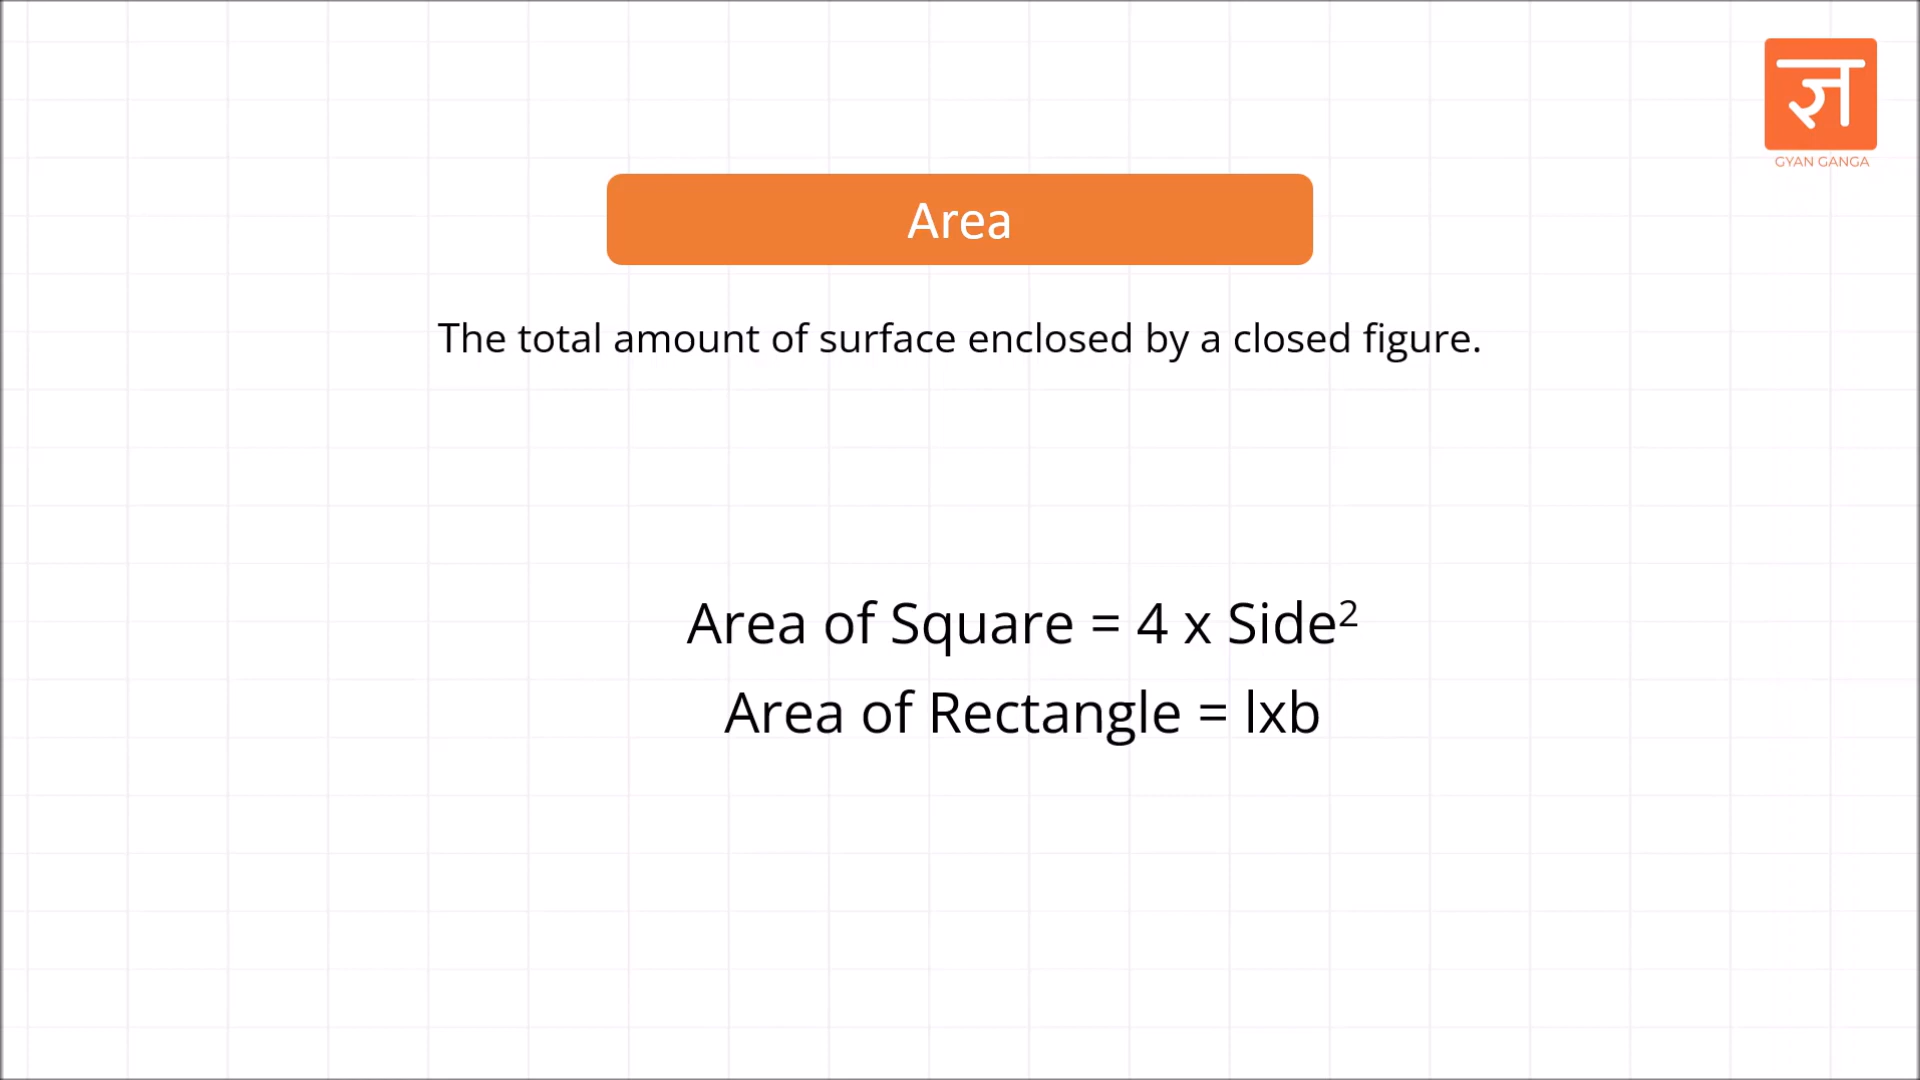 ज्ञ
GYAN GANGA
Area
The total amount of surface enclosed by a closed figure.
Area of Square = 4 x Side²
Area of Rectangle = lxb